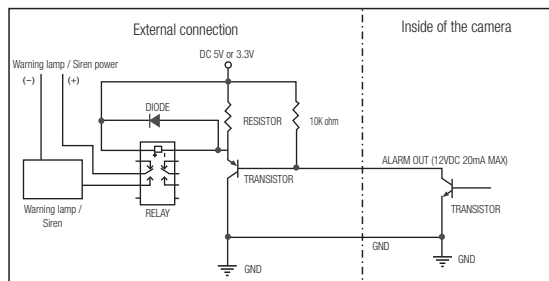 External connection
Inside of the camera
DC 5V or 3.3V
Warning lamp / Siren power
(−)
(+)
DIODE
RESISTOR
10K ohm
ALARM OUT (12VDC 20mA MAX)
TRANSISTOR
TRANSISTOR
Warning lamp /
Siren
RELAY
GND
GND
GND